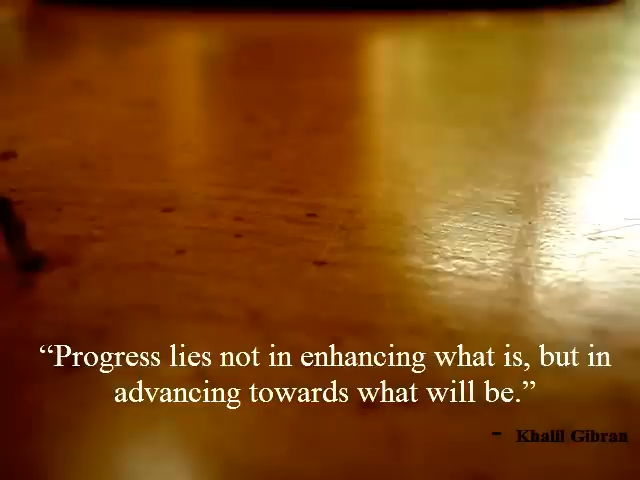 “Progress lies not in enhancing what is, but in
advancing towards what will be.”
- Khalil Gibran